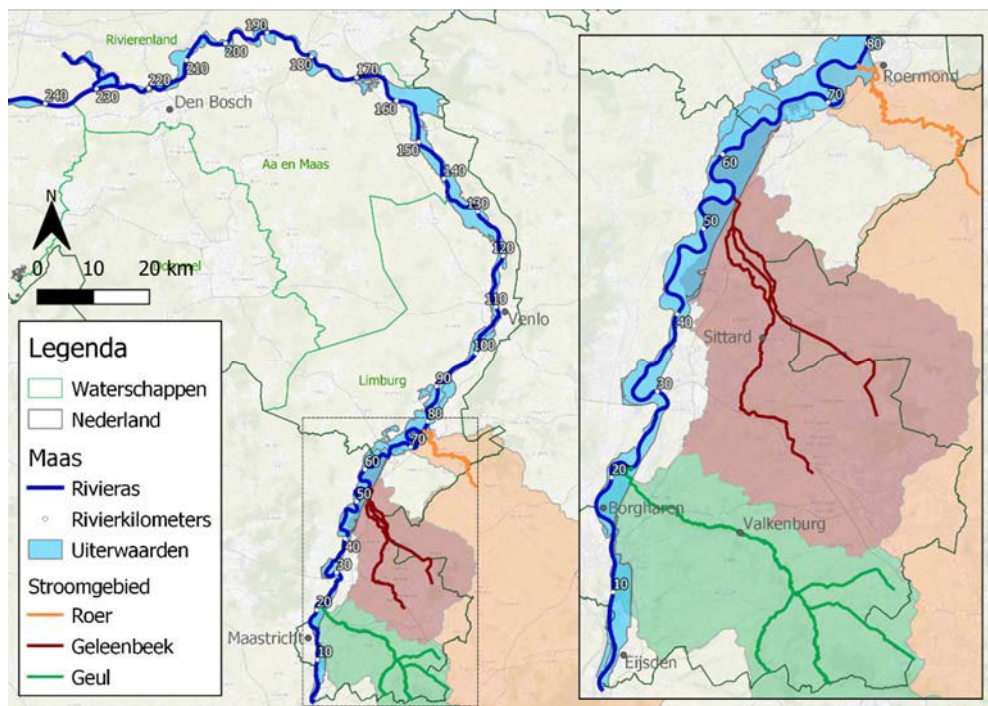 Rivierenland
190
200
180
210
170
220
230
240
Den Bosch
160
150
Aa en Maas
140
130
120
N
0 10 20 km
110
Venlo
100
Limburg
90
80
70
60
50
40
30
20
Maastricht
10
Legenda
Waterschappen
Nederland
Maas
Rivieras
Rivierkilometers
Uiterwaarden
Stroomgebied
Roer
Geleenbeek
Geul
80
Roermond
70
60
50
40
Sittard
30
20
Borgharen
Valkenburg
10
Eijsden